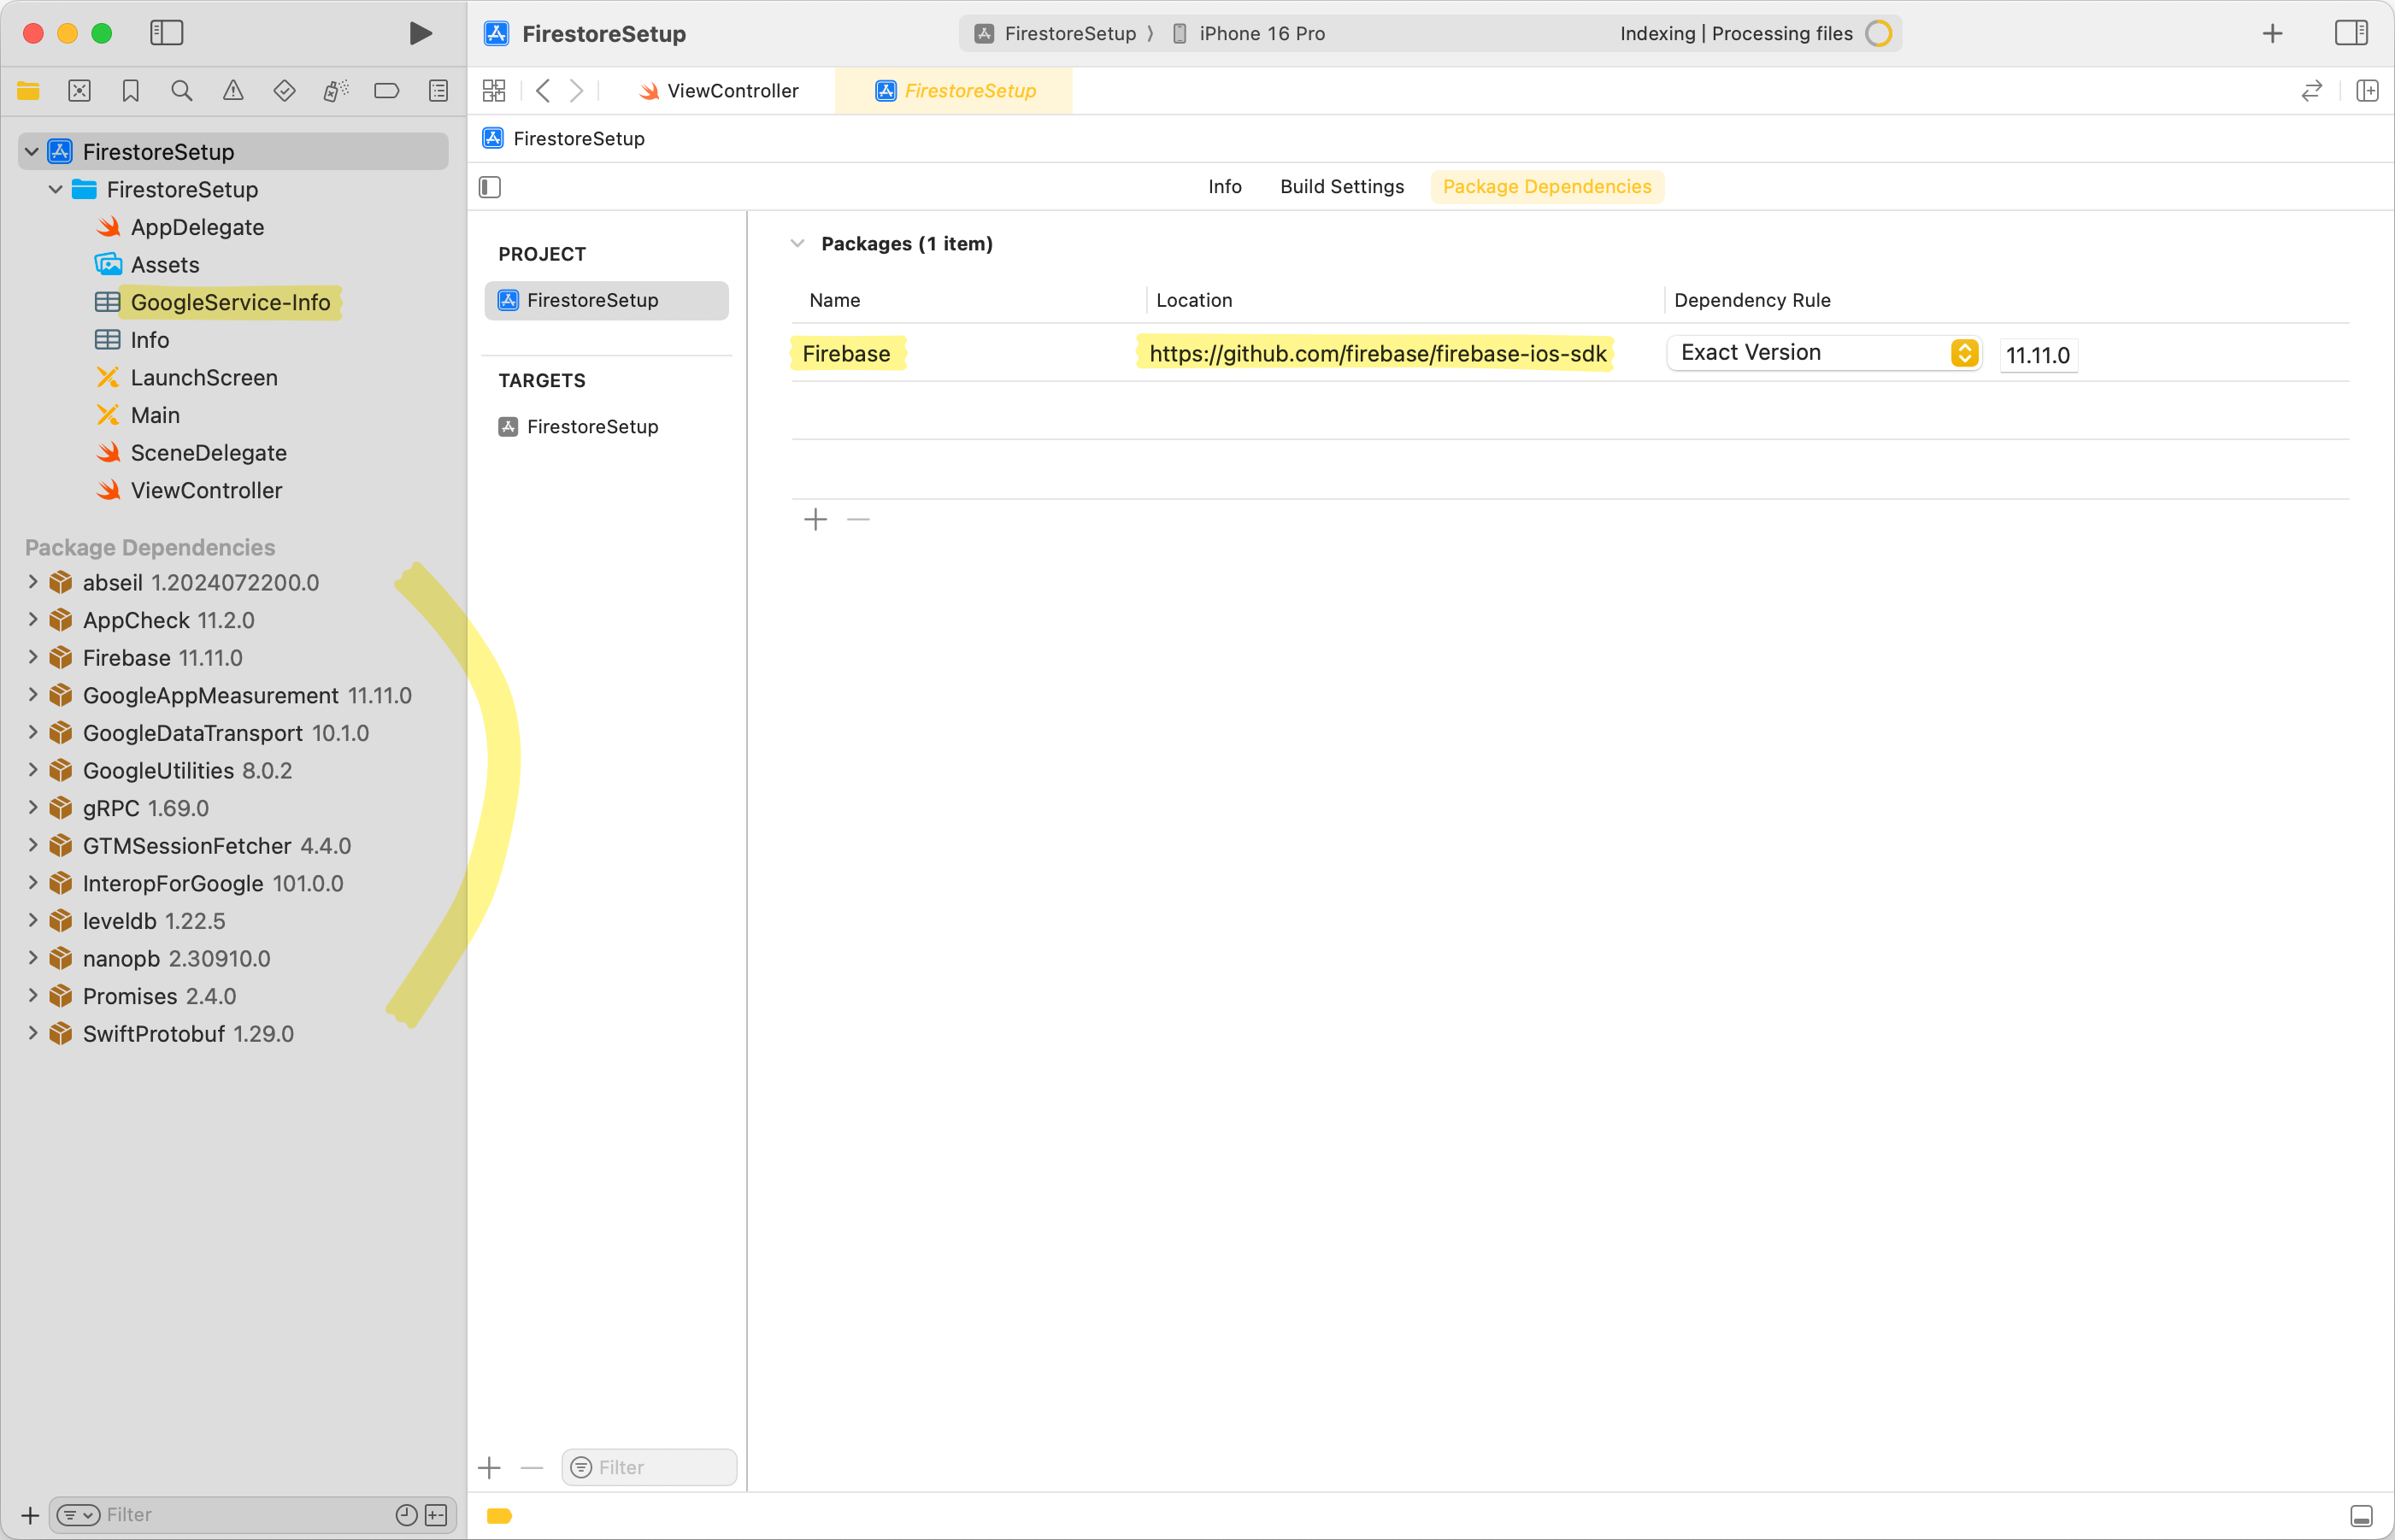 FirestoreSetup
FirestoreSetup 〉 iPhone 16 Pro
Indexing | Processing files
ViewController
FirestoreSetup
FirestoreSetup
Info
Build Settings
Package Dependencies
FirestoreSetup
FirestoreSetup
AppDelegate
Assets
GoogleService-Info
Info
LaunchScreen
Main
SceneDelegate
ViewController
Package Dependencies
abseil 1.2024072200.0
AppCheck 11.2.0
Firebase 11.11.0
GoogleAppMeasurement 11.11.0
GoogleDataTransport 10.1.0
GoogleUtilities 8.0.2
gRPC 1.69.0
GTMSessionFetcher 4.4.0
InteropForGoogle 101.0.0
leveldb 1.22.5
nanopb 2.30910.0
Promises 2.4.0
SwiftProtobuf 1.29.0
Filter
PROJECT
FirestoreSetup
TARGETS
FirestoreSetup
Filter
Packages (1 item)
Name
Location
Dependency Rule
Firebase
https://github.com/firebase/firebase-ios-sdk
Exact Version
11.11.0